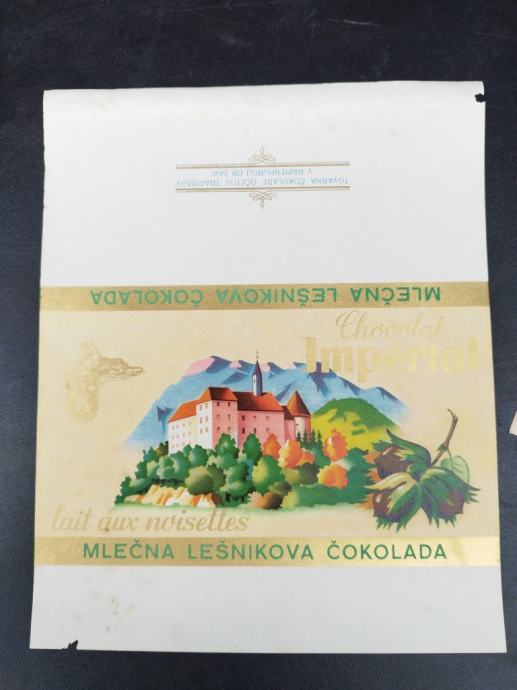 TOVARNA ČOKOLADE OČETOV TRAPISTOV
V RAJHENBURGU OB SAVI
MLEČNA LEŠNIKOVA ČOKOLADA
Chocolat
Imperial
lait aux noisettes
MLEČNA LEŠNIKOVA ČOKOLADA